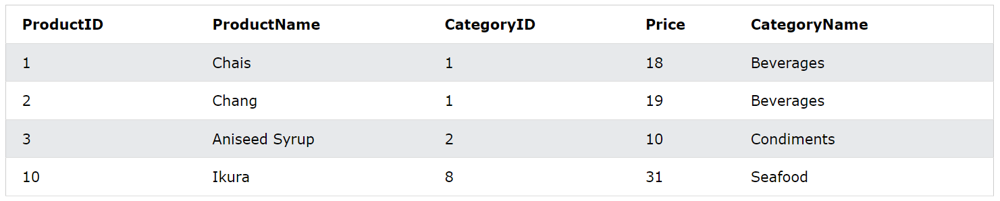 ProductID ProductName CategoryID Price CategoryName
1 Chais 1 18 Beverages
2 Chang 1 19 Beverages
3 Aniseed Syrup 2 10 Condiments
10 Ikura 8 31 Seafood